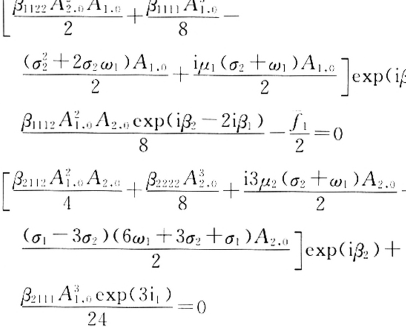 [β₁₁₂₂A²₂.₀A₁.₀/2 + β₁₁₁₁A³₁.₀/8 −
(σ₂²+2σ₂ω₁)A₁.₀/2 + iμ₁(σ₂+ω₁)A₁.₀/2]exp(iβ
β₁₁₁₂A²₁.₀A₂.₀exp(iβ₂−2iβ₁)/8 − f₁/2=0
[β₂₁₁₂A²₁.₀A₂.₀/4 + β₂₂₂₂A³₂.₀/8 + i3μ₂(σ₂+ω₁)A₂.₀/2
(σ₁−3σ₂)(6ω₁+3σ₂+σ₁)A₂.₀/2]exp(iβ₂)+
β₂₁₁₁A³₁.₀exp(3i₁)/24=0